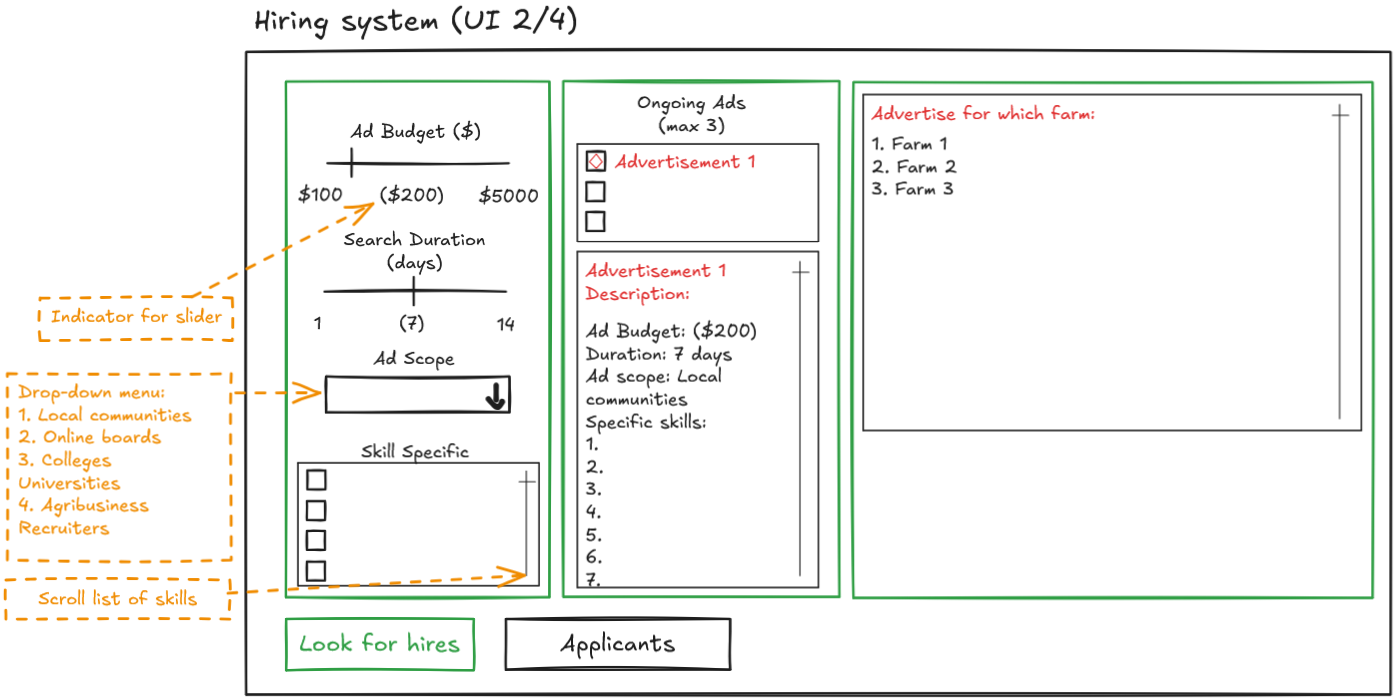 Hiring system (UI 2/4)
Ad Budget ($)
$100
($200)
$5000
Search Duration
(days)
1
(7)
14
Ad Scope
Skill Specific
Ongoing Ads
(max 3)
Advertisement 1
Advertisement 1
Description:
Ad Budget: ($200)
Duration: 7 days
Ad scope: Local
communities
Specific skills:
1.
2.
3.
4.
5.
6.
7.
Advertise for which farm:
1. Farm 1
2. Farm 2
3. Farm 3
Indicator for slider
Drop-down menu:
1. Local communities
2. Online boards
3. Colleges
Universities
4. Agribusiness
Recruiters
Scroll list of skills
Look for hires
Applicants